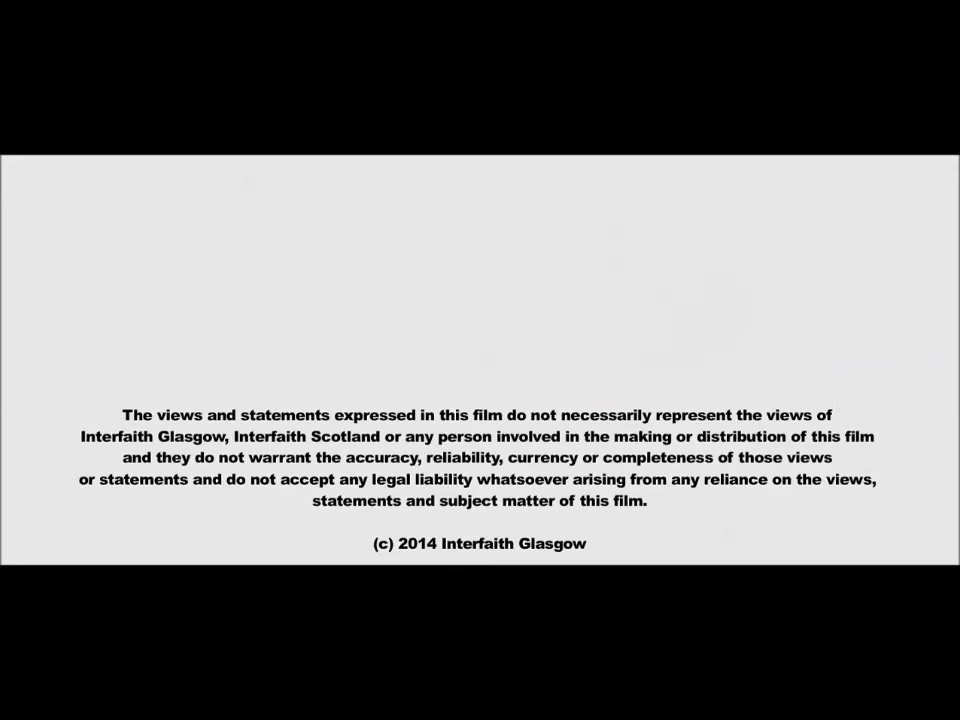 The views and statements expressed in this film do not necessarily represent the views of
Interfaith Glasgow, Interfaith Scotland or any person involved in the making or distribution of this film
and they do not warrant the accuracy, reliability, currency or completeness of those views
or statements and do not accept any legal liability whatsoever arising from any reliance on the views,
statements and subject matter of this film.
(c) 2014 Interfaith Glasgow